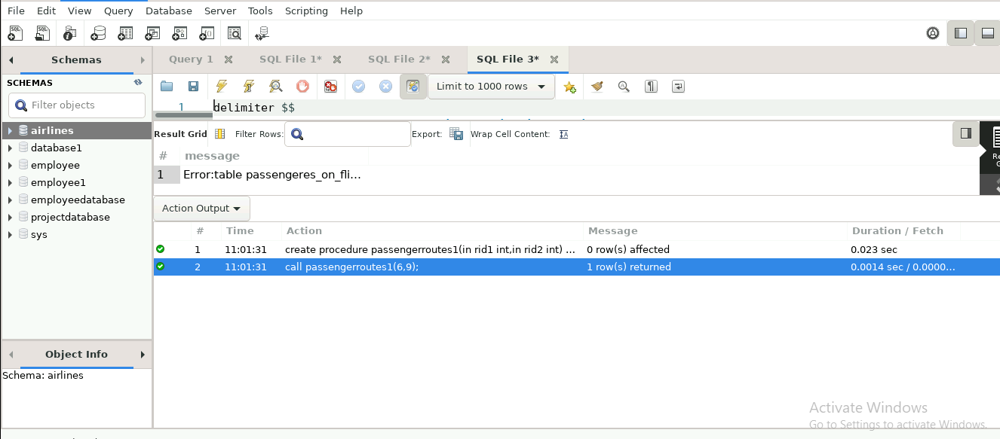 File Edit View Query Database Server Tools Scripting Help
Schemas
Query 1 SQL File 1* SQL File 2* SQL File 3*
SCHEMAS
Limit to 1000 rows
Filter objects
1 delimiter $$
airlines
database1
employee
employee1
employeedatabase
projectdatabase
sys
Result Grid Filter Rows: Export: Wrap Cell Content:
# message
1 Error:table passengeres_on_fli...
Action Output
# Time Action Message Duration / Fetch
1 11:01:31 create procedure passengerroutes1(in rid1 int,in rid2 int) ... 0 row(s) affected 0.023 sec
2 11:01:31 call passengerroutes1(6,9); 1 row(s) returned 0.0014 sec / 0.0000...
Object Info
Schema: airlines
Activate Windows
Go to Settings to activate Windows.